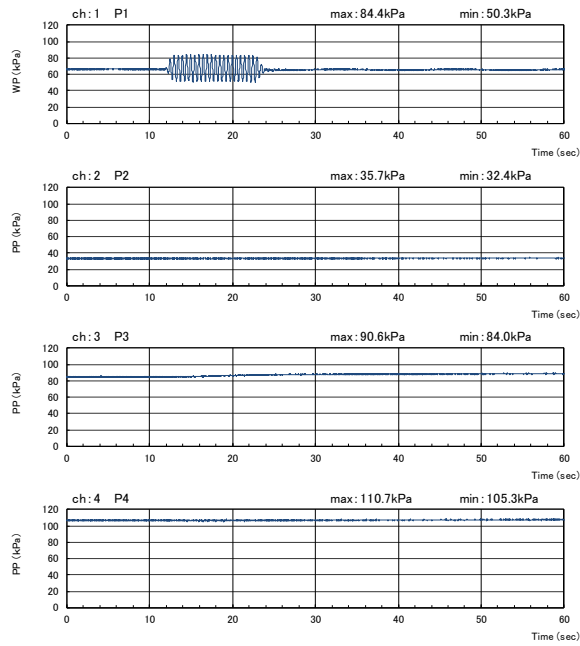 ch:1 P1 max:84.4kPa min:50.3kPa
WP (kPa)
120
100
80
60
40
20
0
0 10 20 30 40 50 60
Time (sec)
ch:2 P2 max:35.7kPa min:32.4kPa
PP (kPa)
120
100
80
60
40
20
0
0 10 20 30 40 50 60
Time (sec)
ch:3 P3 max:90.6kPa min:84.0kPa
PP (kPa)
120
100
80
60
40
20
0
0 10 20 30 40 50 60
Time (sec)
ch:4 P4 max:110.7kPa min:105.3kPa
PP (kPa)
120
100
80
60
40
20
0
0 10 20 30 40 50 60
Time (sec)